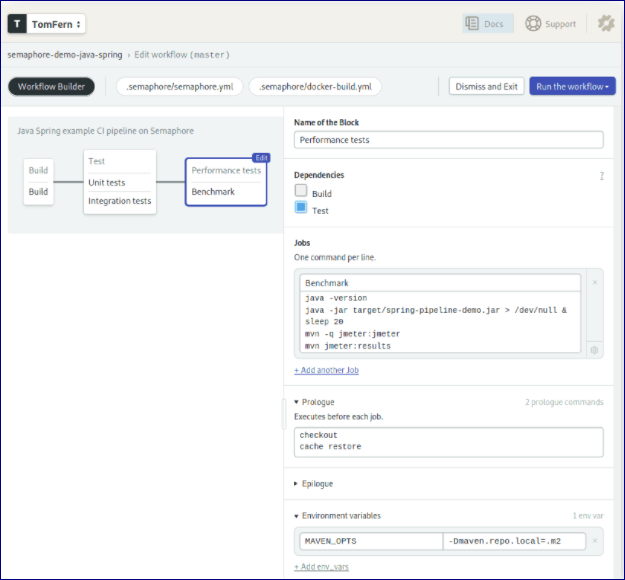 T TomFern
Docs
Support
semaphore-demo-java-spring › Edit workflow (master)
Workflow Builder
.semaphore/semaphore.yml
.semaphore/docker-build.yml
Dismiss and Exit
Run the workflow
Java Spring example CI pipeline on Semaphore
Build
Build
Test
Unit tests
Integration tests
Edit
Performance tests
Benchmark
Name of the Block
Performance tests
Dependencies
?
Build
Test
Jobs
One command per line.
Benchmark
×
java -version
java -jar target/spring-pipeline-demo.jar > /dev/null &
sleep 20
mvn -q jmeter:jmeter
mvn jmeter:results
+ Add another Job
Prologue
2 prologue commands
Executes before each job.
checkout
cache restore
Epilogue
Environment variables
1 env var
MAVEN_OPTS
-Dmaven.repo.local=.m2
×
+ Add env_vars